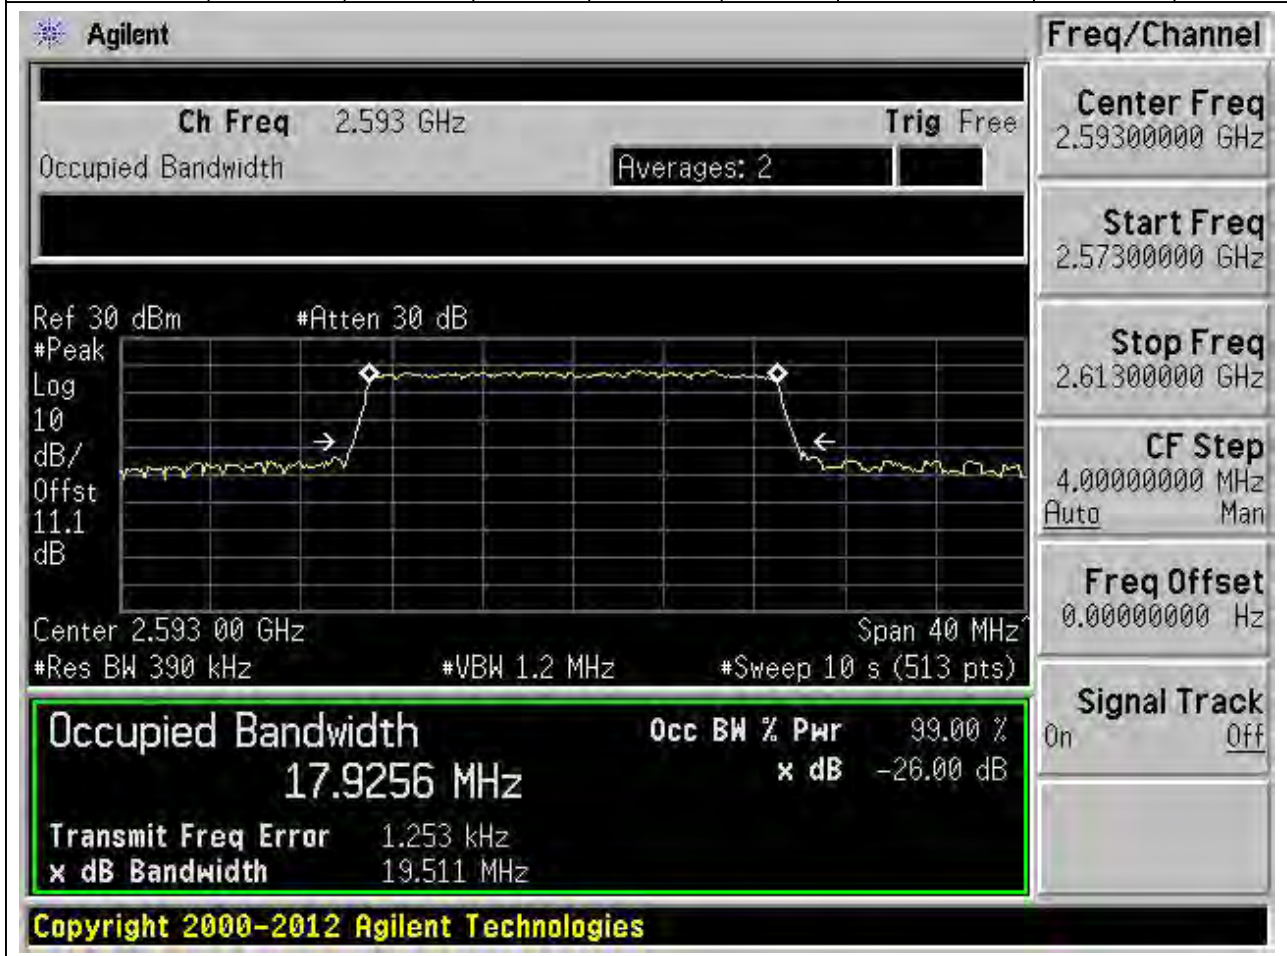 Agilent
Freq/Channel
Ch Freq 2.593 GHz Trig Free
Occupied Bandwidth Averages: 2
Center Freq
2.59300000 GHz
Start Freq
2.57300000 GHz
Stop Freq
2.61300000 GHz
CF Step
4.00000000 MHz
Auto Man
Freq Offset
0.00000000 Hz
Signal Track
On Off
Ref 30 dBm #Atten 30 dB
#Peak
Log
10
dB/
Offst
11.1
dB
Center 2.593 00 GHz Span 40 MHz^
#Res BW 390 kHz #VBW 1.2 MHz #Sweep 10 s (513 pts)
Occupied Bandwidth Occ BW % Pwr 99.00 %
17.9256 MHz x dB -26.00 dB
Transmit Freq Error 1.253 kHz
x dB Bandwidth 19.511 MHz
Copyright 2000-2012 Agilent Technologies